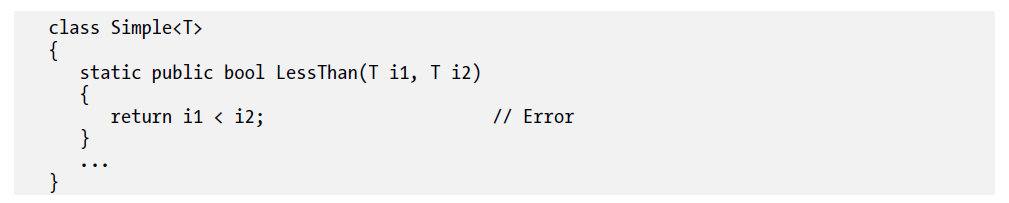 class Simple<T>
{
static public bool LessThan(T i1, T i2)
{
return i1 < i2; // Error
}
...
}